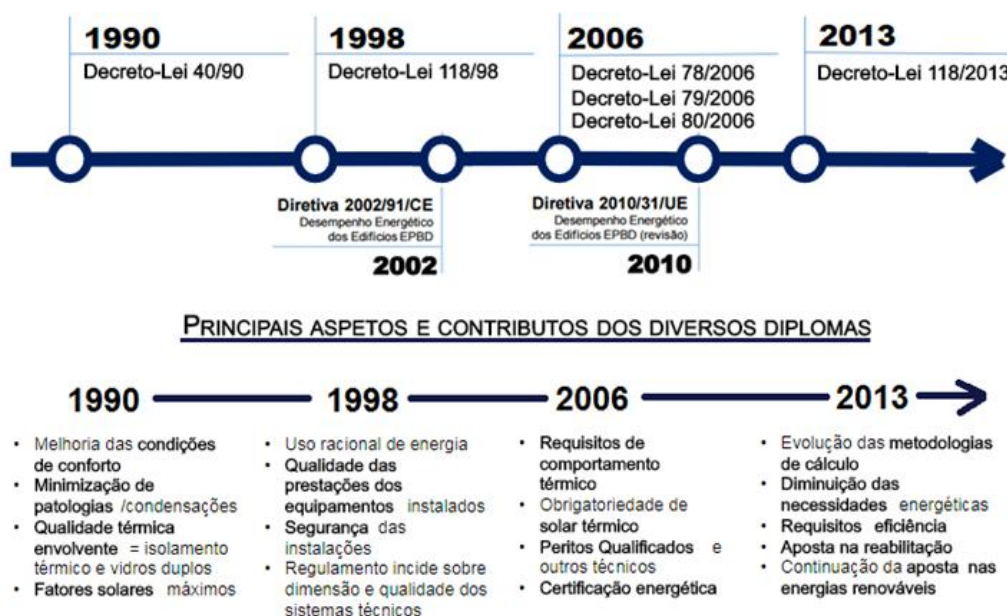 1990
Decreto-Lei 40/90
1998
Decreto-Lei 118/98
2006
Decreto-Lei 78/2006
Decreto-Lei 79/2006
Decreto-Lei 80/2006
2013
Decreto-Lei 118/2013
Diretiva 2002/91/CE
Desempenho Energético
dos Edifícios EPBD
2002
Diretiva 2010/31/UE
Desempenho Energético
dos Edifícios EPBD (revisão)
2010
PRINCIPAIS ASPETOS E CONTRIBUTOS DOS DIVERSOS DIPLOMAS
1990
• Melhoria das condições
de conforto
• Minimização de
patologias /condensações
• Qualidade térmica
envolvente = isolamento
térmico e vidros duplos
• Fatores solares máximos
1998
• Uso racional de energia
• Qualidade das
prestações dos
equipamentos instalados
• Segurança das
instalações
• Regulamento incide sobre
dimensão e qualidade dos
sistemas técnicos
2006
• Requisitos de
comportamento
térmico
• Obrigatoriedade de
solar térmico
• Peritos Qualificados e
outros técnicos
• Certificação energética
2013
• Evolução das metodologias
de cálculo
• Diminuição das
necessidades energéticas
• Requisitos eficiência
• Aposta na reabilitação
• Continuação da aposta nas
energias renováveis